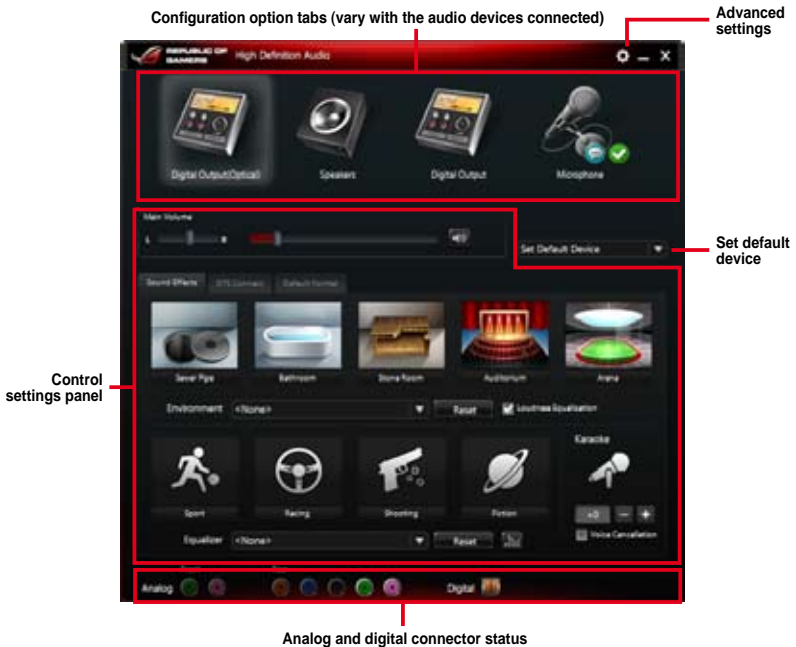 Configuration option tabs (vary with the audio devices connected)
Advanced
settings
REPUBLIC OF
GAMERS
High Definition Audio
Digital Output(Optical)
Speakers
Digital Output
Microphone
Main Volume
L
R
Set Default Device
Set default
device
Sound Effects
DTS Connect
Default Format
Sewer Pipe
Bathroom
Stone Room
Auditorium
Arena
Control
settings panel
Environment
<None>
Reset
Loudness Equalization
Karaoke
Sport
Racing
Shooting
Fiction
+0
Equalizer
<None>
Reset
Voice Cancellation
Analog
Digital
Analog and digital connector status